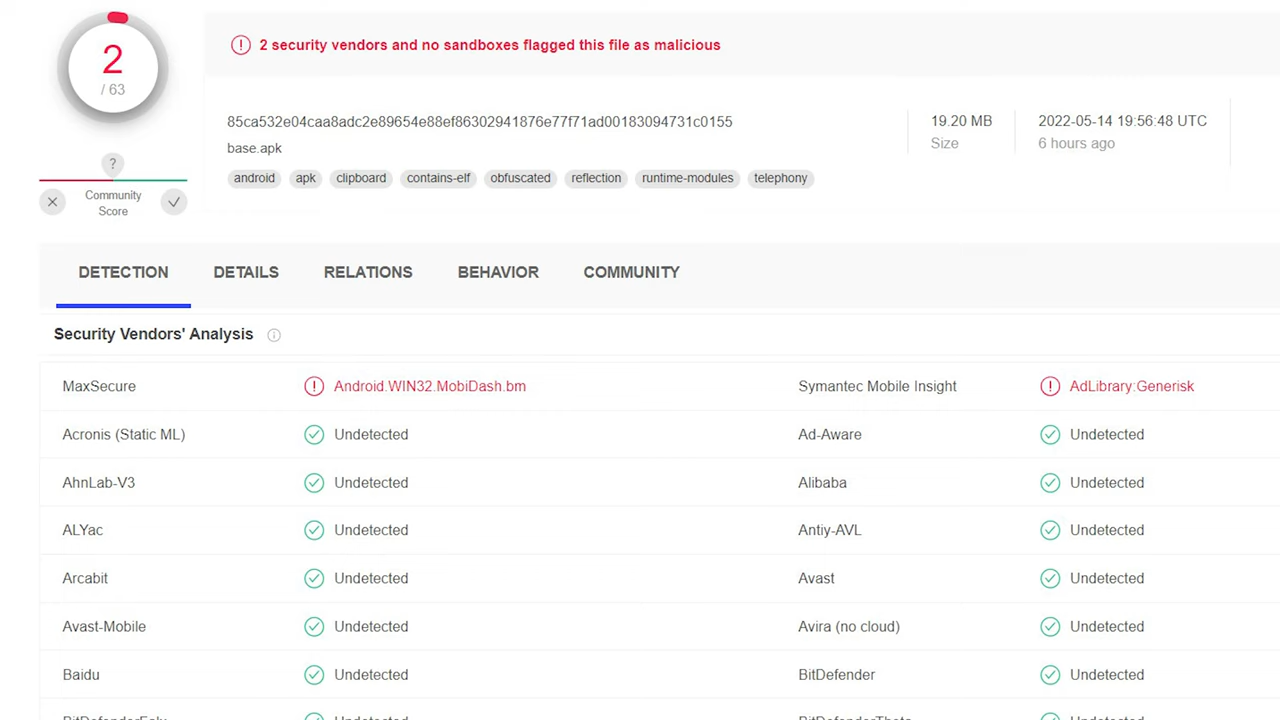 2
/ 63
2 security vendors and no sandboxes flagged this file as malicious
85ca532e04caa8adc2e89654e88ef86302941876e77f71ad00183094731c0155
base.apk
19.20 MB
Size
2022-05-14 19:56:48 UTC
6 hours ago
android apk clipboard contains-elf obfuscated reflection runtime-modules telephony
?
Community
Score
DETECTION DETAILS RELATIONS BEHAVIOR COMMUNITY
Security Vendors' Analysis
MaxSecure Android.WIN32.MobiDash.bm Symantec Mobile Insight AdLibrary:Generisk
Acronis (Static ML) Undetected Ad-Aware Undetected
AhnLab-V3 Undetected Alibaba Undetected
ALYac Undetected Antiy-AVL Undetected
Arcabit Undetected Avast Undetected
Avast-Mobile Undetected Avira (no cloud) Undetected
Baidu Undetected BitDefender Undetected